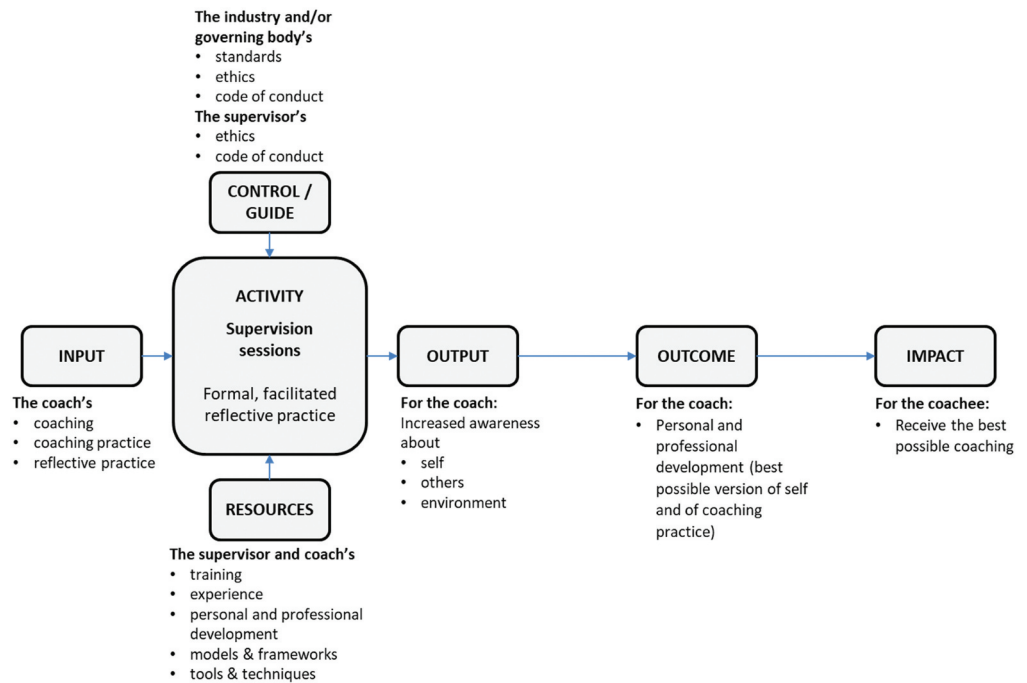 The industry and/or
governing body's
• standards
• ethics
• code of conduct
The supervisor's
• ethics
• code of conduct
CONTROL /
GUIDE
ACTIVITY
Supervision
sessions
Formal, facilitated
reflective practice
INPUT
The coach's
• coaching
• coaching practice
• reflective practice
RESOURCES
The supervisor and coach's
• training
• experience
• personal and professional
development
• models & frameworks
• tools & techniques
OUTPUT
For the coach:
Increased awareness
about
• self
• others
• environment
OUTCOME
For the coach:
• Personal and
professional
development (best
possible version of self
and of coaching
practice)
IMPACT
For the coachee:
• Receive the best
possible coaching